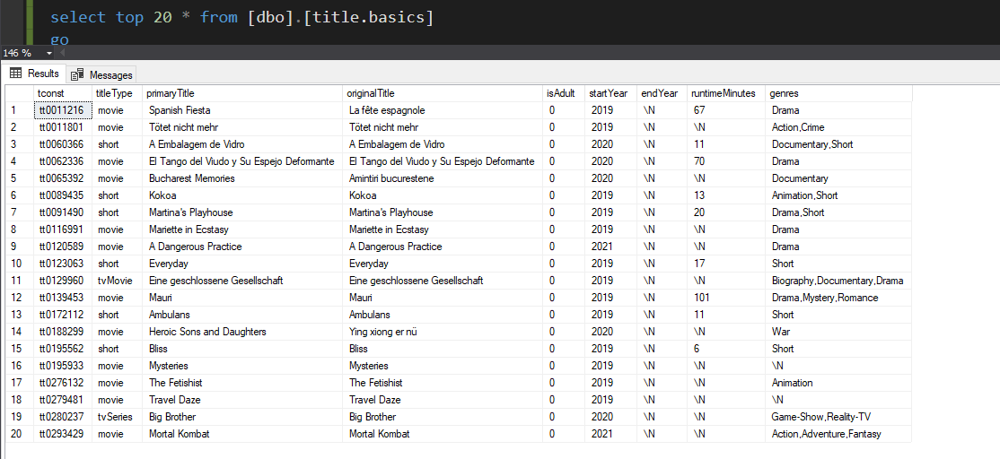 select top 20 * from [dbo].[title.basics]
go
146 %
Results Messages
tconst titleType primaryTitle originalTitle isAdult startYear endYear runtimeMinutes genres
1 tt0011216 movie Spanish Fiesta La fête espagnole 0 2019 \N 67 Drama
2 tt0011801 movie Tötet nicht mehr Tötet nicht mehr 0 2019 \N \N Action,Crime
3 tt0060366 short A Embalagem de Vidro A Embalagem de Vidro 0 2020 \N 11 Documentary,Short
4 tt0062336 movie El Tango del Viudo y Su Espejo Deformante El Tango del Viudo y Su Espejo Deformante 0 2020 \N 70 Drama
5 tt0065392 movie Bucharest Memories Amintiri bucurestene 0 2020 \N \N Documentary
6 tt0089435 short Kokoa Kokoa 0 2019 \N 13 Animation,Short
7 tt0091490 short Martina's Playhouse Martina's Playhouse 0 2019 \N 20 Drama,Short
8 tt0116991 movie Mariette in Ecstasy Mariette in Ecstasy 0 2019 \N \N Drama
9 tt0120589 movie A Dangerous Practice A Dangerous Practice 0 2021 \N \N Drama
10 tt0123063 short Everyday Everyday 0 2019 \N 17 Short
11 tt0129960 tvMovie Eine geschlossene Gesellschaft Eine geschlossene Gesellschaft 0 2019 \N \N Biography,Documentary,Drama
12 tt0139453 movie Mauri Mauri 0 2019 \N 101 Drama,Mystery,Romance
13 tt0172112 short Ambulans Ambulans 0 2019 \N 11 Short
14 tt0188299 movie Heroic Sons and Daughters Ying xiong er nü 0 2020 \N \N War
15 tt0195562 short Bliss Bliss 0 2019 \N 6 Short
16 tt0195933 movie Mysteries Mysteries 0 2019 \N \N \N
17 tt0276132 movie The Fetishist The Fetishist 0 2019 \N \N Animation
18 tt0279481 movie Travel Daze Travel Daze 0 2019 \N \N \N
19 tt0280237 tvSeries Big Brother Big Brother 0 2020 \N \N Game-Show,Reality-TV
20 tt0293429 movie Mortal Kombat Mortal Kombat 0 2021 \N \N Action,Adventure,Fantasy